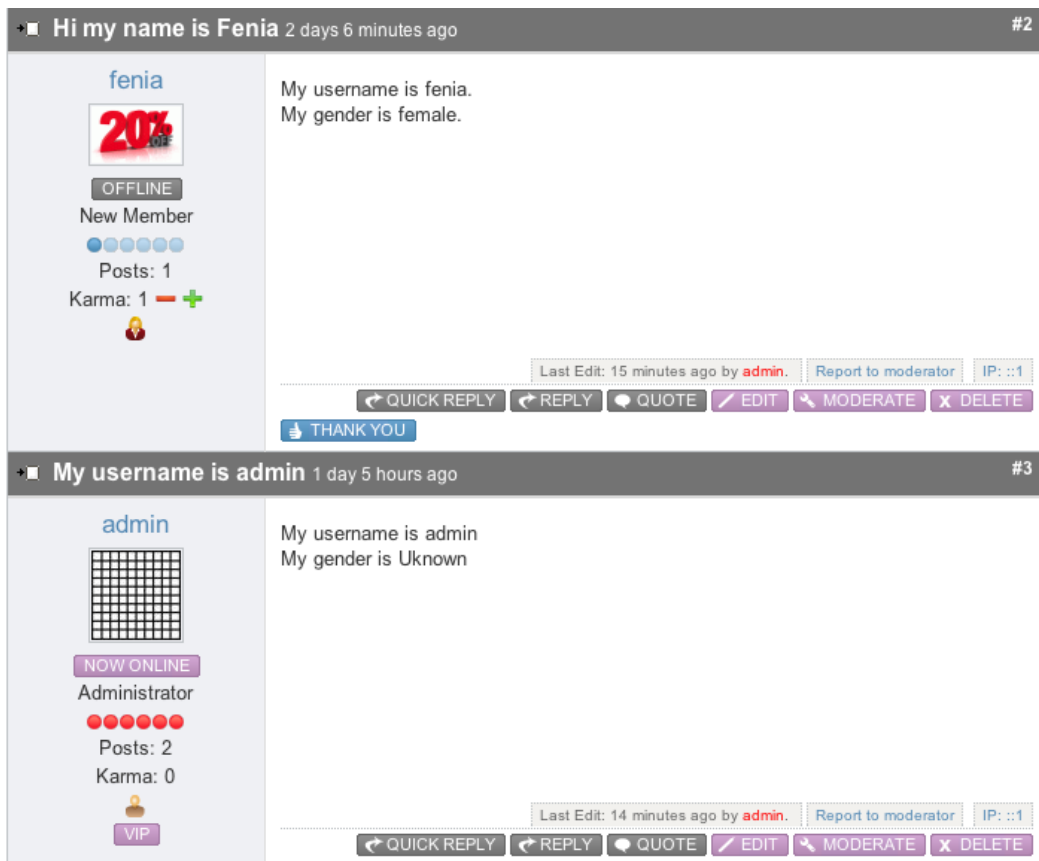 Hi my name is Fenia 2 days 6 minutes ago #2
fenia
20% OFF
OFFLINE
New Member
Posts: 1
Karma: 1
My username is fenia.
My gender is female.
Last Edit: 15 minutes ago by admin. Report to moderator IP: ::1
QUICK REPLY REPLY QUOTE EDIT MODERATE X DELETE
THANK YOU
My username is admin 1 day 5 hours ago #3
admin
NOW ONLINE
Administrator
Posts: 2
Karma: 0
VIP
My username is admin
My gender is Uknown
Last Edit: 14 minutes ago by admin. Report to moderator IP: ::1
QUICK REPLY REPLY QUOTE EDIT MODERATE X DELETE